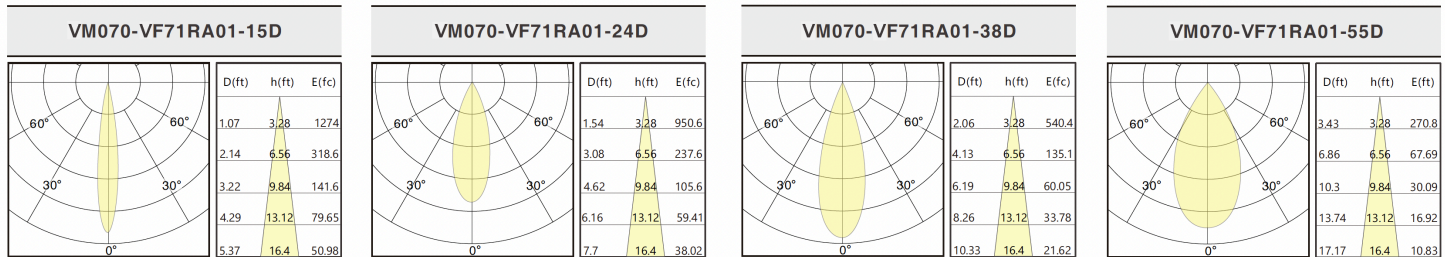 VM070-VF71RA01-15D
60° 60°
30° 30°
0°
D(ft) h(ft) E(fc)
1.07 3.28 1274
2.14 6.56 318.6
3.22 9.84 141.6
4.29 13.12 79.65
5.37 16.4 50.98
VM070-VF71RA01-24D
60° 60°
30° 30°
0°
D(ft) h(ft) E(fc)
1.54 3.28 950.6
3.08 6.56 237.6
4.62 9.84 105.6
6.16 13.12 59.41
7.7 16.4 38.02
VM070-VF71RA01-38D
60° 60°
30° 30°
0°
D(ft) h(ft) E(fc)
2.06 3.28 540.4
4.13 6.56 135.1
6.19 9.84 60.05
8.26 13.12 33.78
10.33 16.4 21.62
VM070-VF71RA01-55D
60° 60°
30° 30°
0°
D(ft) h(ft) E(fc)
3.43 3.28 270.8
6.86 6.56 67.69
10.3 9.84 30.09
13.74 13.12 16.92
17.17 16.4 10.83